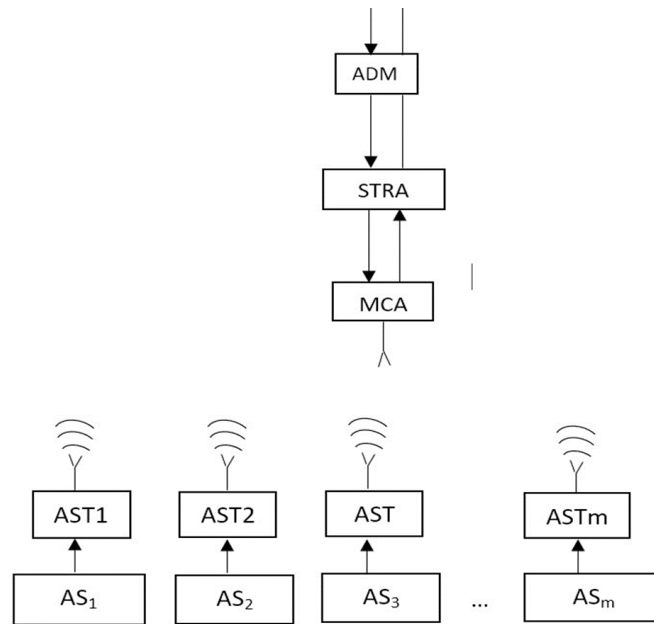 ADM
STRA
MCA
AST1 AST2 AST ASTm
AS₁ AS₂ AS₃ ... ASₘ